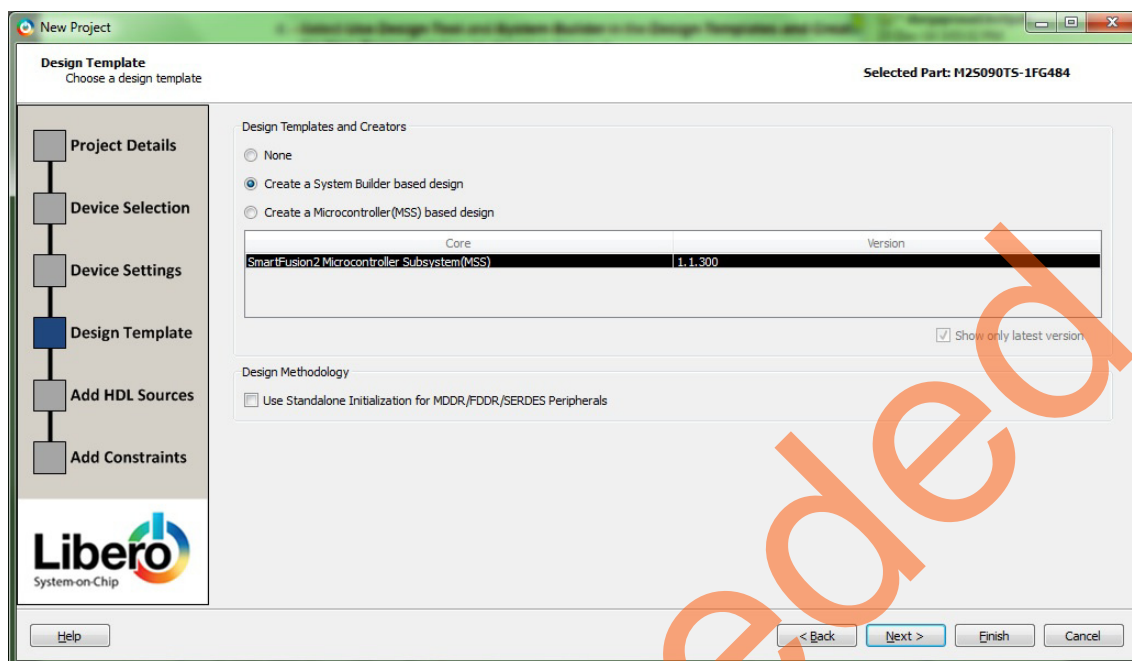 New Project
Design Template
Choose a design template
Selected Part: M2S090TS-1FG484
Project Details
Device Selection
Device Settings
Design Template
Add HDL Sources
Add Constraints
Libero
System-on-Chip
Design Templates and Creators
None
Create a System Builder based design
Create a Microcontroller(MSS) based design
Core Version
SmartFusion2 Microcontroller Subsystem(MSS) 1.1.300
Show only latest version
Design Methodology
Use Standalone Initialization for MDDR/FDDR/SERDES Peripherals
Help
< Back Next > Finish Cancel
eded